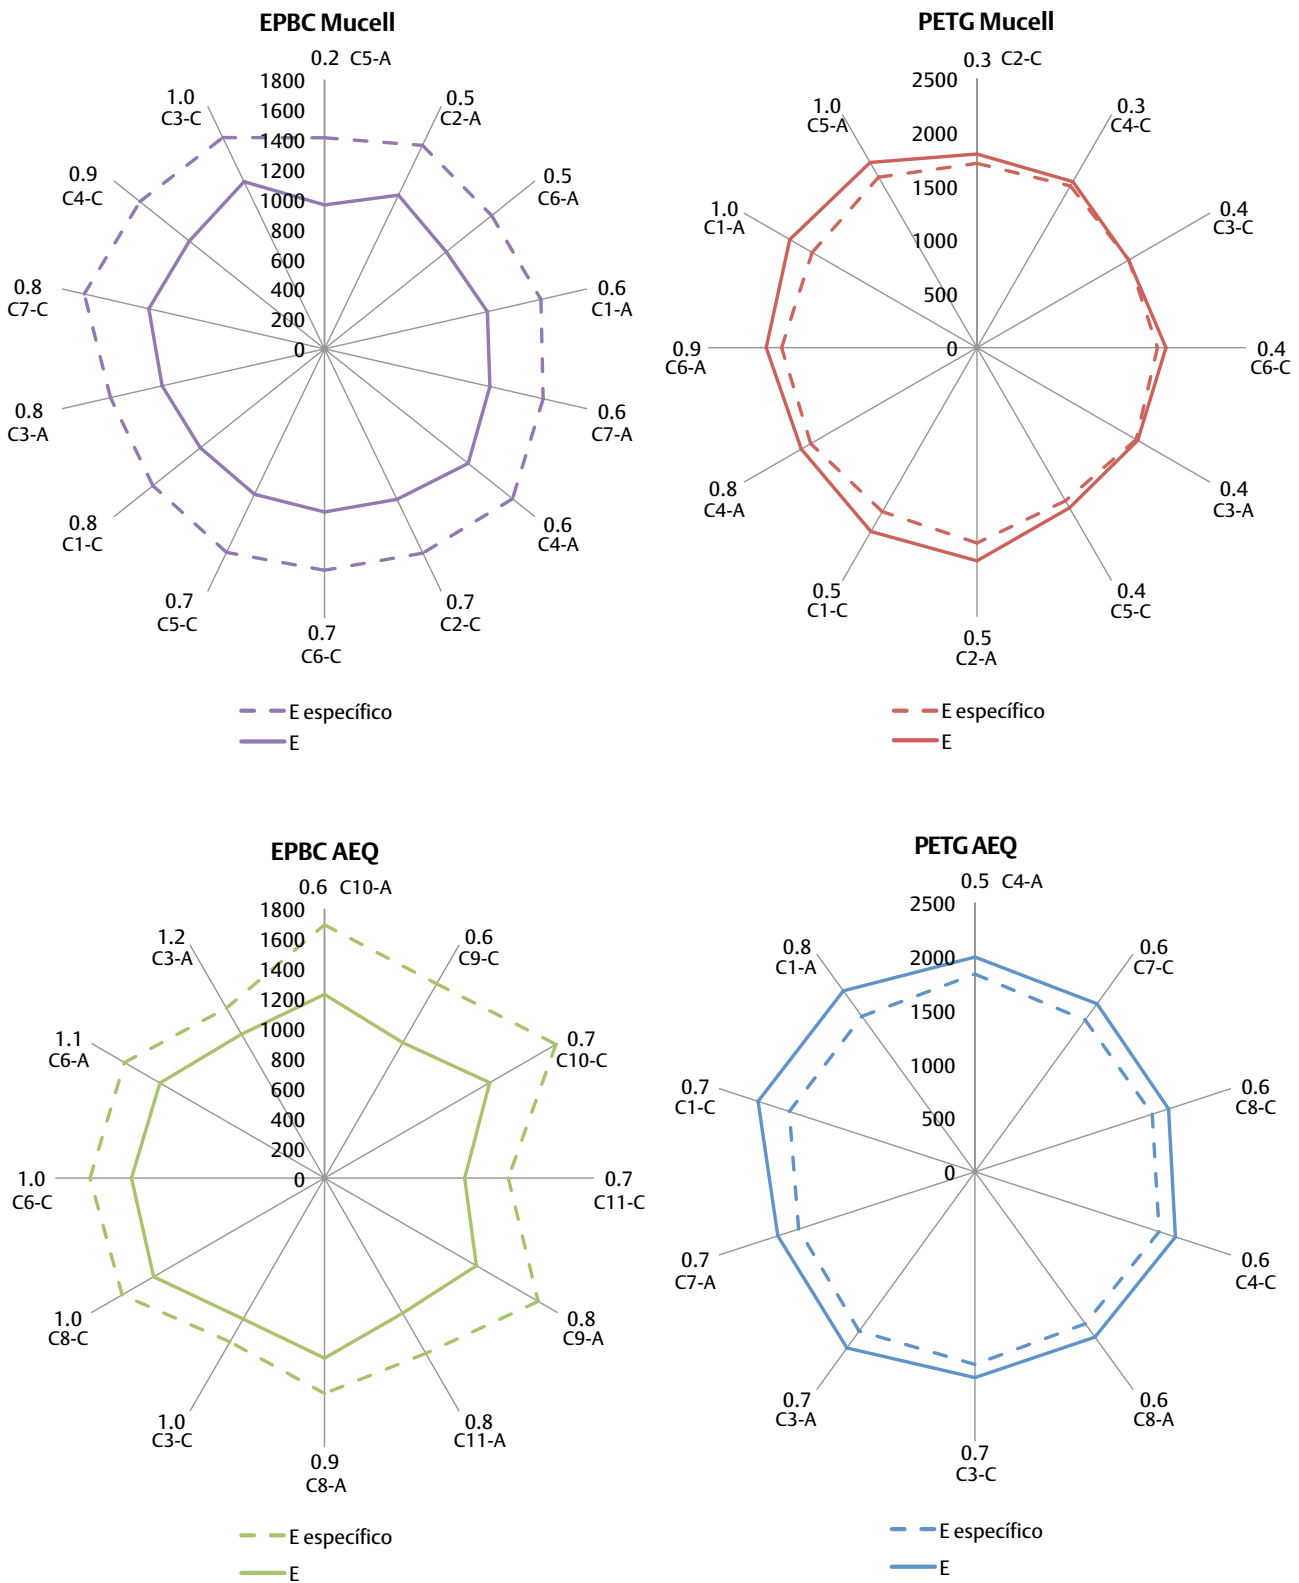 EPBC Mucell
0.2 C5-A
0.5
C2-A
0.5
C6-A
0.6
C1-A
0.6
C7-A
0.6
C4-A
0.7
C2-C
0.7
C6-C
0.7
C5-C
0.8
C1-C
0.8
C3-A
0.8
C7-C
0.9
C4-C
1.0
C3-C
1800
1600
1400
1200
1000
800
600
400
200
0
E específico
E
PETG Mucell
0.3 C2-C
0.3
C4-C
0.4
C3-C
0.4
C6-C
0.4
C3-A
0.4
C5-C
0.5
C2-A
0.5
C1-C
0.8
C4-A
0.9
C6-A
1.0
C1-A
1.0
C5-A
2500
2000
1500
1000
500
0
E específico
E
EPBC AEQ
0.6 C10-A
0.6
C9-C
0.7
C10-C
0.7
C11-C
0.8
C9-A
0.8
C11-A
0.9
C8-A
1.0
C3-C
1.0
C8-C
1.0
C6-C
1.1
C6-A
1.2
C3-A
1800
1600
1400
1200
1000
800
600
400
200
0
E específico
E
PETG AEQ
0.5 C4-A
0.6
C7-C
0.6
C8-C
0.6
C4-C
0.6
C8-A
0.7
C3-C
0.7
C3-A
0.7
C7-A
0.7
C1-C
0.8
C1-A
2500
2000
1500
1000
500
0
E específico
E